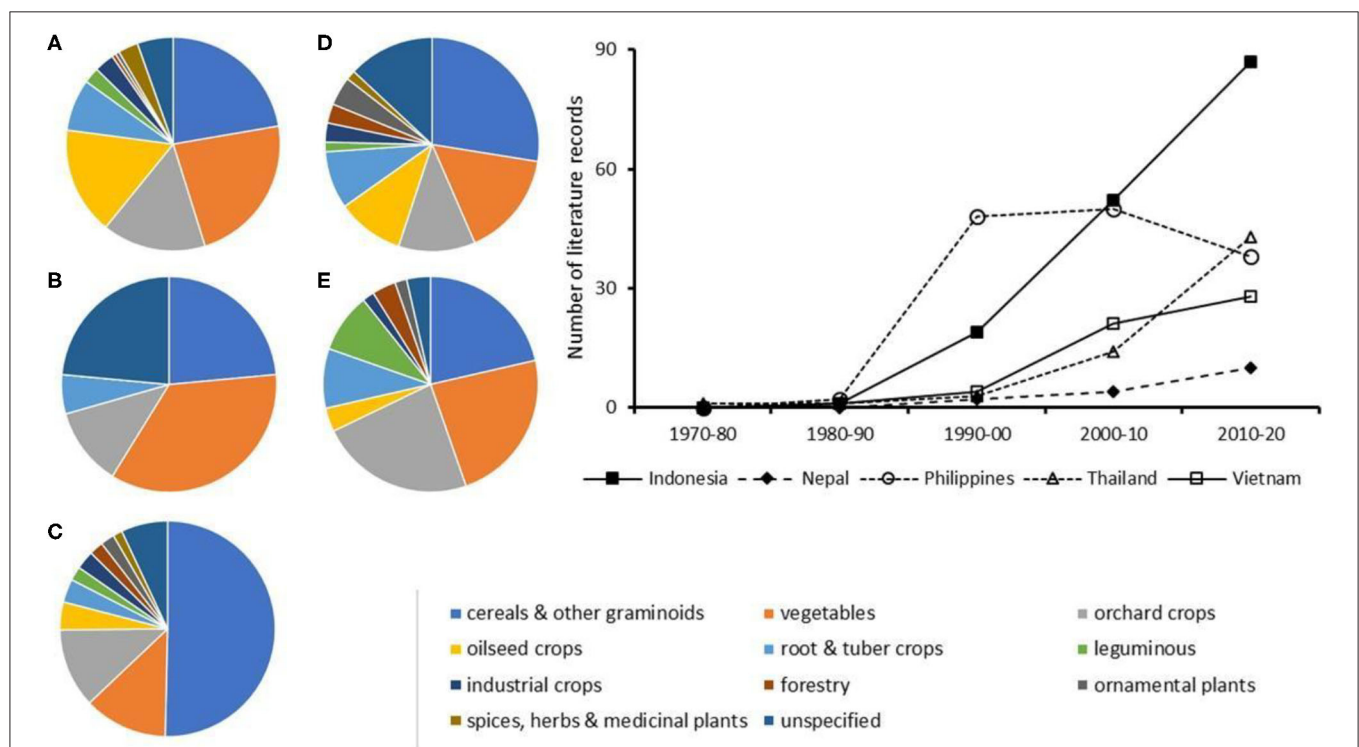 A
D
B
E
C
90
60
30
0
Number of literature records
1970-80 1980-90 1990-00 2000-10 2010-20
Indonesia Nepal Philippines Thailand Vietnam
cereals & other graminoids vegetables orchard crops
oilseed crops root & tuber crops leguminous
industrial crops forestry ornamental plants
spices, herbs & medicinal plants unspecified